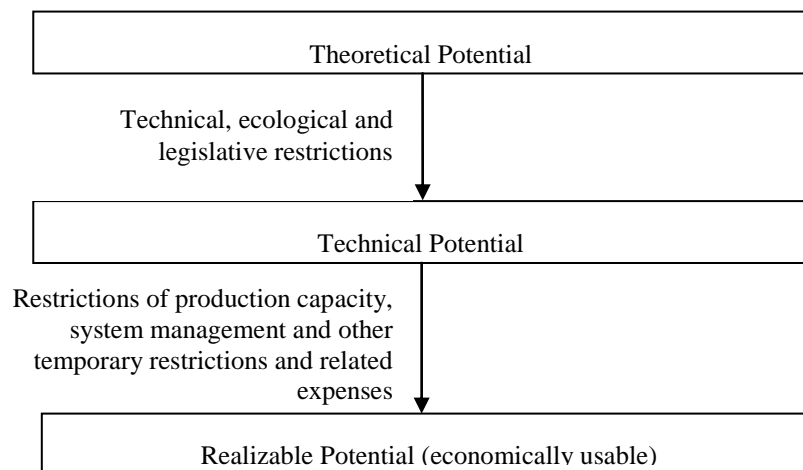 Theoretical Potential
Technical, ecological and
legislative restrictions
Technical Potential
Restrictions of production capacity,
system management and other
temporary restrictions and related
expenses
Realizable Potential (economically usable)